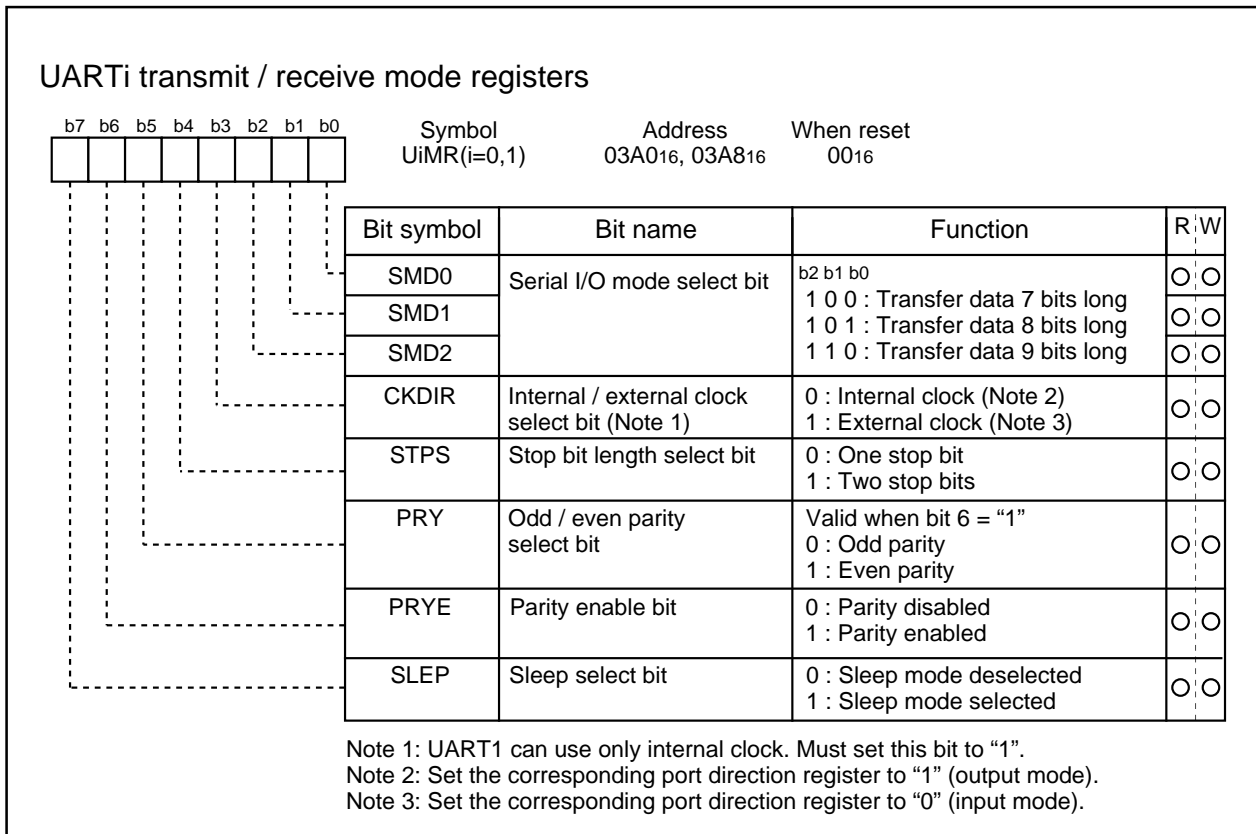 UARTi transmit / receive mode registers
b7 b6 b5 b4 b3 b2 b1 b0
Symbol Address When reset
UiMR(i=0,1) 03A016, 03A816 0016
Bit symbol Bit name Function R W
SMD0 Serial I/O mode select bit b2 b1 b0
1 0 0 : Transfer data 7 bits long
SMD1 1 0 1 : Transfer data 8 bits long
SMD2 1 1 0 : Transfer data 9 bits long
CKDIR Internal / external clock 0 : Internal clock (Note 2)
select bit (Note 1) 1 : External clock (Note 3)
STPS Stop bit length select bit 0 : One stop bit
1 : Two stop bits
PRY Odd / even parity Valid when bit 6 = “1”
select bit 0 : Odd parity
1 : Even parity
PRYE Parity enable bit 0 : Parity disabled
1 : Parity enabled
SLEP Sleep select bit 0 : Sleep mode deselected
1 : Sleep mode selected
Note 1: UART1 can use only internal clock. Must set this bit to “1”.
Note 2: Set the corresponding port direction register to “1” (output mode).
Note 3: Set the corresponding port direction register to “0” (input mode).